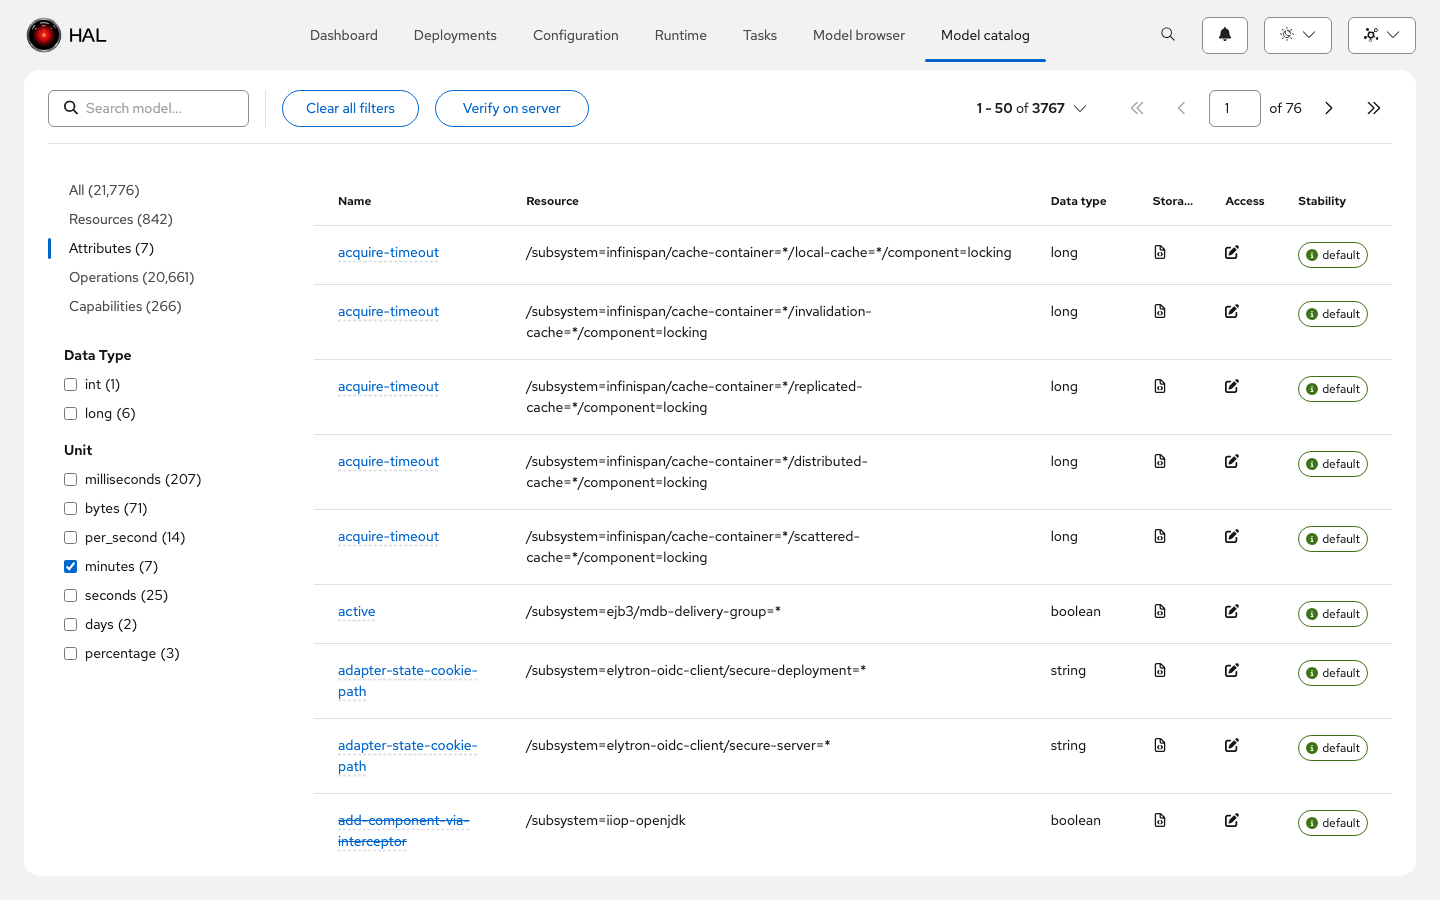 HAL
Dashboard
Deployments
Configuration
Runtime
Tasks
Model browser
Model catalog
Search model...
Clear all filters
Verify on server
1 - 50 of 3767
1
of 76
All (21,776)
Resources (842)
Attributes (7)
Operations (20,661)
Capabilities (266)
Data Type
int (1)
long (6)
Unit
milliseconds (207)
bytes (71)
per_second (14)
minutes (7)
seconds (25)
days (2)
percentage (3)
Name Resource Data type Stora... Access Stability
acquire-timeout /subsystem=infinispan/cache-container=*/local-cache=*/component=locking long default
acquire-timeout /subsystem=infinispan/cache-container=*/invalidation- long default
cache=*/component=locking
acquire-timeout /subsystem=infinispan/cache-container=*/replicated- long default
cache=*/component=locking
acquire-timeout /subsystem=infinispan/cache-container=*/distributed- long default
cache=*/component=locking
acquire-timeout /subsystem=infinispan/cache-container=*/scattered- long default
cache=*/component=locking
active /subsystem=ejb3/mdb-delivery-group=* boolean default
adapter-state-cookie- /subsystem=elytron-oidc-client/secure-deployment=* string default
path
adapter-state-cookie- /subsystem=elytron-oidc-client/secure-server=* string default
path
add-component-via- /subsystem=iiop-openjdk boolean default
interceptor